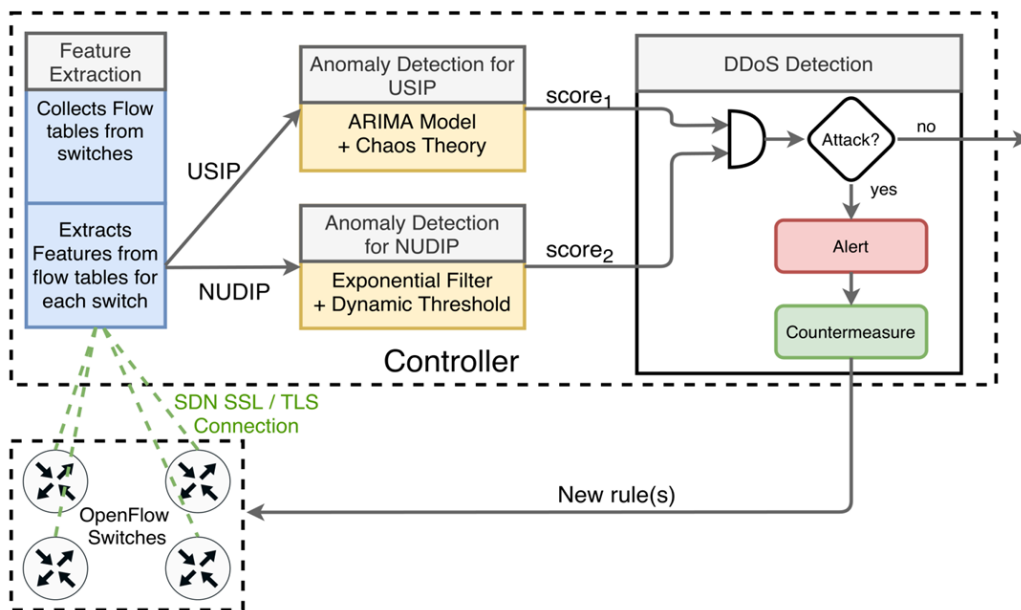 Feature
Extraction
Collects Flow
tables from
switches
Extracts
Features from
flow tables for
each switch
USIP
NUDIP
Anomaly Detection for
USIP
ARIMA Model
+ Chaos Theory
Anomaly Detection
for NUDIP
Exponential Filter
+ Dynamic Threshold
score1
score2
DDoS Detection
Attack?
no
yes
Alert
Countermeasure
Controller
SDN SSL / TLS
Connection
OpenFlow
Switches
New rule(s)